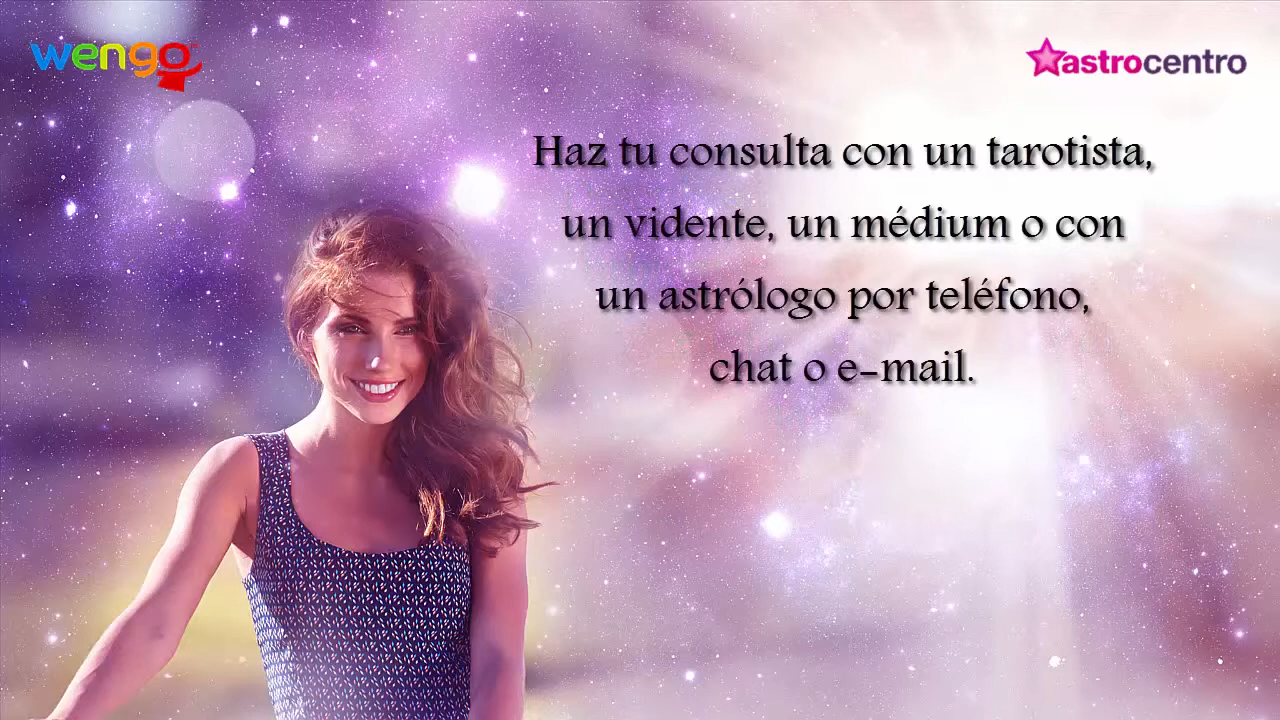 wengo
astrocentro
Haz tu consulta con un tarotista,
un vidente, un médium o con
un astrólogo por teléfono,
chat o e-mail.